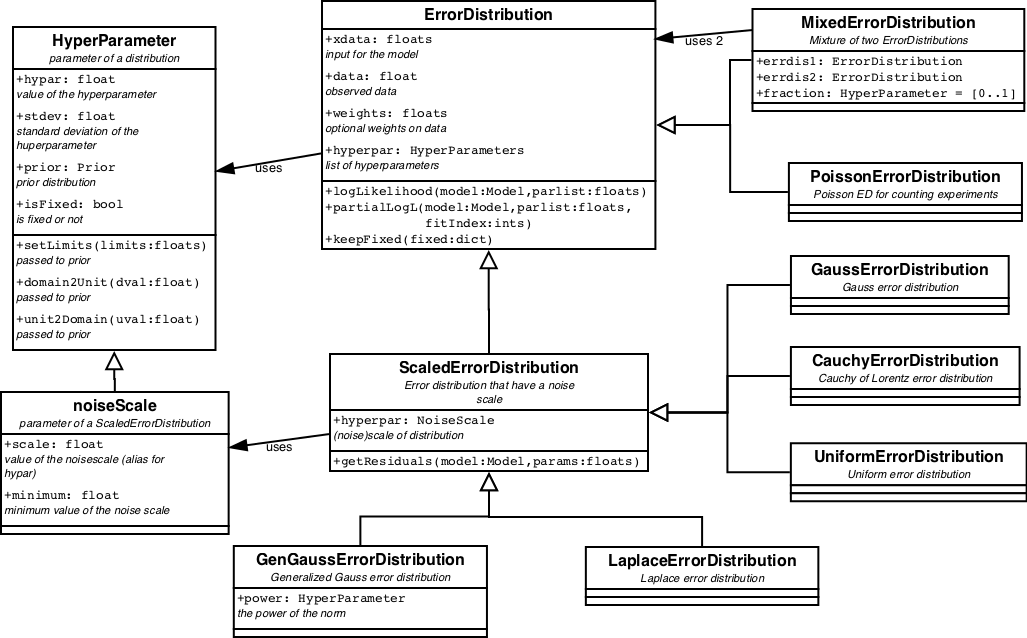 HyperParameter
parameter of a distribution
+hypar: float
value of the hyperparameter
+stdev: float
standard deviation of the
huperparameter
+prior: Prior
prior distribution
+isFixed: bool
is fixed or not
+setLimits(limits:floats)
passed to prior
+domain2Unit(dval:float)
passed to prior
+unit2Domain(uval:float)
passed to prior
ErrorDistribution
+xdata: floats
input for the model
+data: float
observed data
+weights: floats
optional weights on data
+hyperpar: HyperParameters
list of hyperparameters
+logLikelihood(model:Model,parlist:floats)
+partialLogL(model:Model,parlist:floats,
fitIndex:ints)
+keepFixed(fixed:dict)
MixedErrorDistribution
Mixture of two ErrorDistributions
+errdis1: ErrorDistribution
+errdis2: ErrorDistribution
+fraction: HyperParameter = [0..1]
uses 2
uses
PoissonErrorDistribution
Poisson ED for counting experiments
GaussErrorDistribution
Gauss error distribution
CauchyErrorDistribution
Cauchy of Lorentz error distribution
UniformErrorDistribution
Uniform error distribution
ScaledErrorDistribution
Error distribution that have a noise
scale
+hyperpar: NoiseScale
(noise)scale of distribution
+getResiduals(model:Model,params:floats)
uses
noiseScale
parameter of a ScaledErrorDistribution
+scale: float
value of the noisescale (alias for
hypar)
+minimum: float
minimum value of the noise scale
GenGaussErrorDistribution
Generalized Gauss error distribution
+power: HyperParameter
the power of the norm
LaplaceErrorDistribution
Laplace error distribution